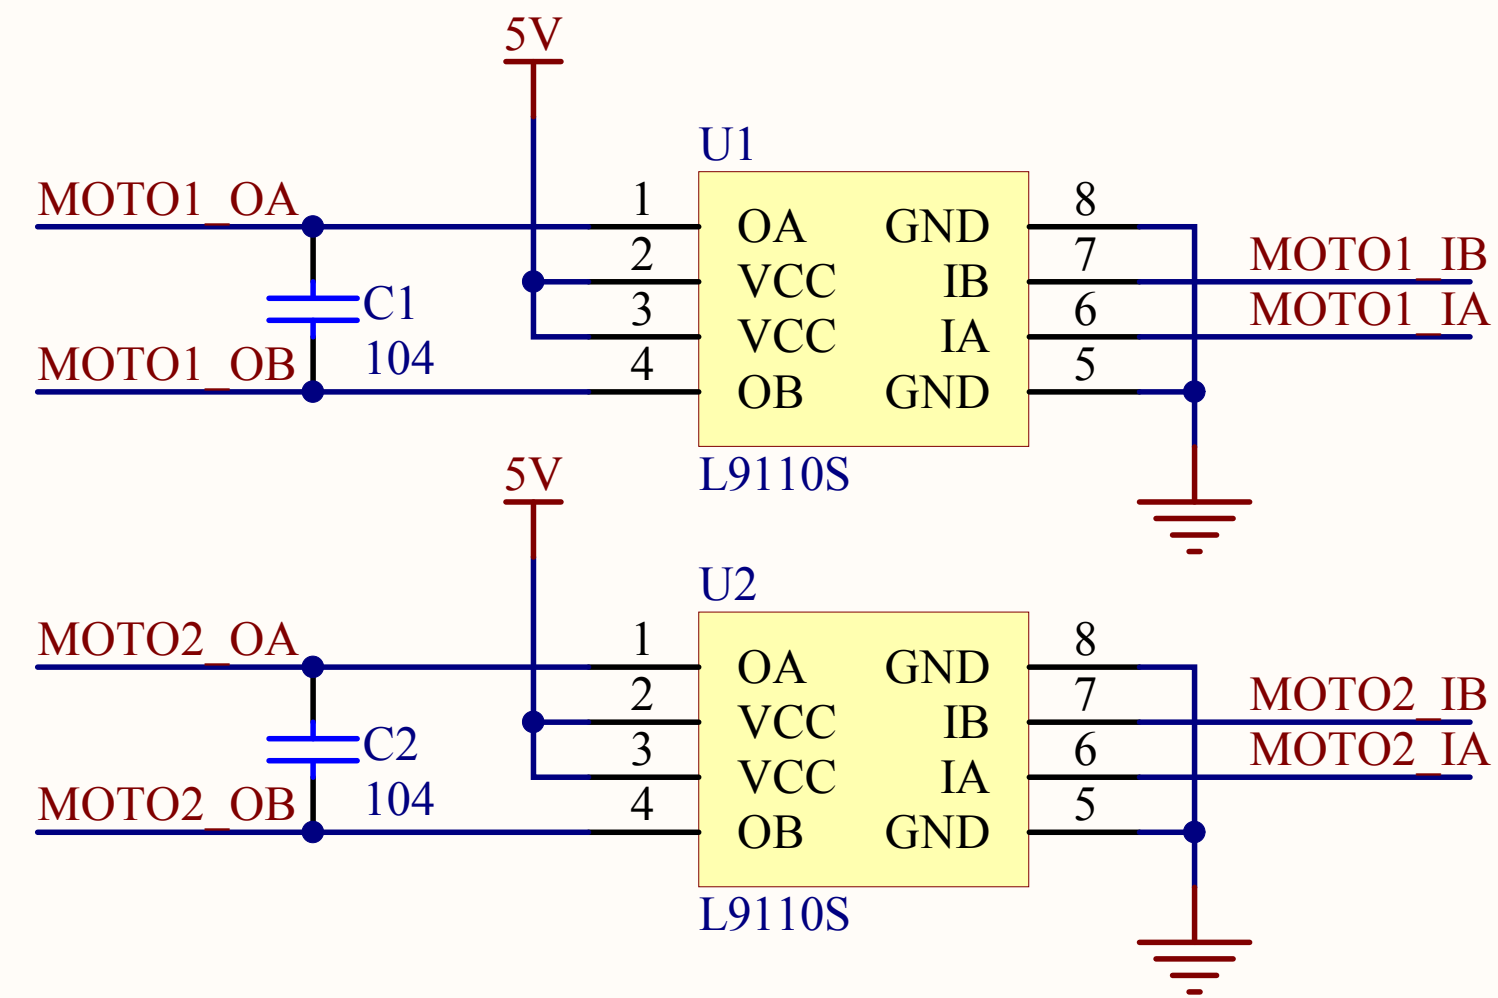 5V
U1
MOTO1_OA
1
OA
GND
8
2
VCC
IB
7
MOTO1_IB
3
VCC
IA
6
MOTO1_IA
C1
104
MOTO1_OB
4
OB
GND
5
L9110S
5V
U2
MOTO2_OA
1
OA
GND
8
2
VCC
IB
7
MOTO2_IB
3
VCC
IA
6
MOTO2_IA
C2
104
MOTO2_OB
4
OB
GND
5
L9110S